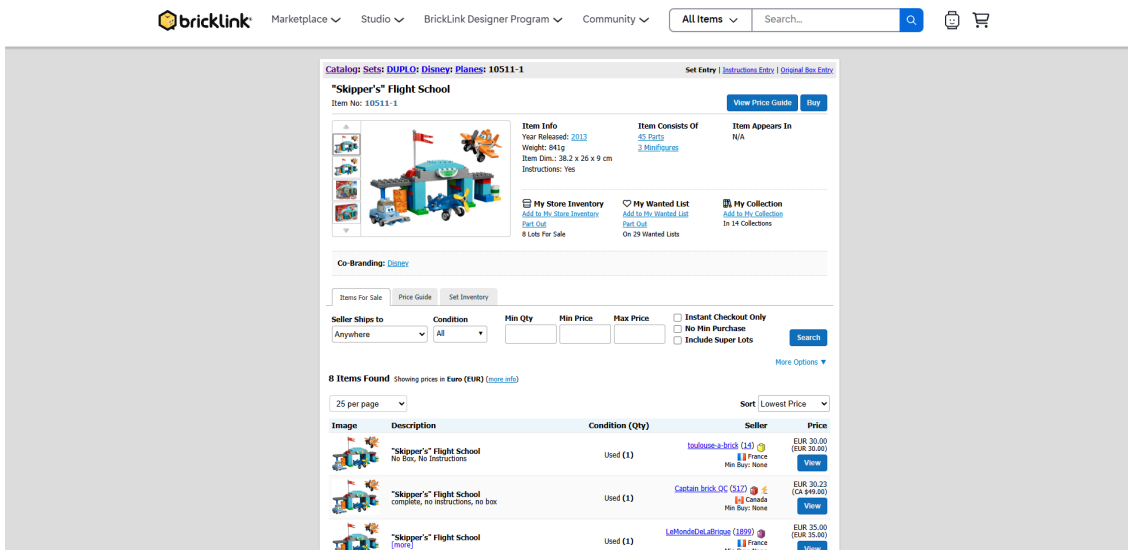 bricklink
Marketplace
Studio
BrickLink Designer Program
Community
All Items
Search...
Catalog: Sets: DUPLO: Disney: Planes: 10511-1
Set Entry | Instructions Entry | Original Box Entry
"Skipper's" Flight School
Item No: 10511-1
View Price Guide
Buy
Item Info
Year Released: 2013
Weight: 841g
Item Dim.: 38.2 x 26 x 9 cm
Instructions: Yes
Item Consists Of
45 Parts
3 Minifigures
Item Appears In
N/A
My Store Inventory
Add to My Store Inventory
Part Out
8 Lots For Sale
My Wanted List
Add to My Wanted List
Part Out
On 29 Wanted Lists
My Collection
Add to My Collection
In 14 Collections
Co-Branding: Disney
Items For Sale
Price Guide
Set Inventory
Seller Ships to
Anywhere
Condition
All
Min Qty
Min Price
Max Price
Instant Checkout Only
No Min Purchase
Include Super Lots
Search
More Options ▼
8 Items Found Showing prices in Euro (EUR) (more info)
25 per page
Sort Lowest Price
Image Description Condition (Qty) Seller Price
"Skipper's" Flight School
No Box, No Instructions
Used (1)
toulouse-a-brick (14)
France
Min Buy: None
EUR 30.00
(EUR 30.00)
View
"Skipper's" Flight School
complete, no instructions, no box
Used (1)
Captain brick QC (517)
Canada
Min Buy: None
EUR 30.23
(CA $49.00)
View
"Skipper's" Flight School
[more]
Used (1)
LeMondeDeLaBrique (1899)
France
Min Buy: None
EUR 35.00
(EUR 35.00)
View